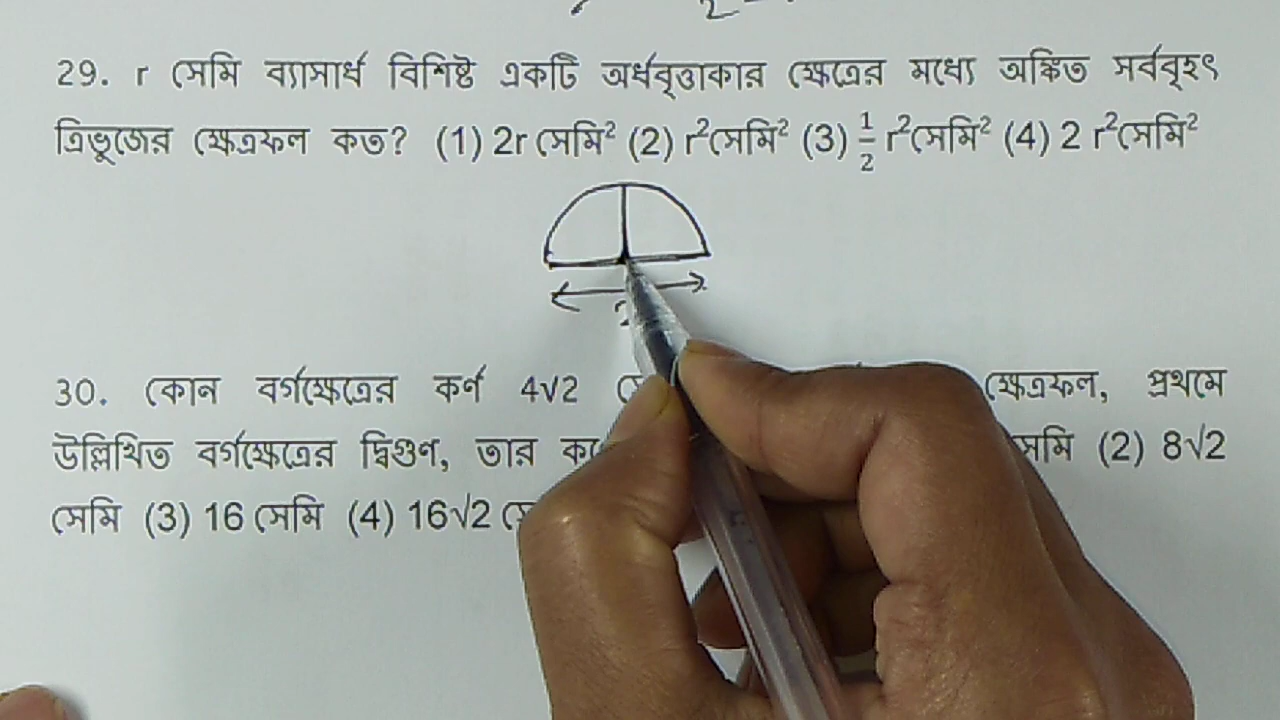 29. r সেমি ব্যাসার্ধ বিশিষ্ট একটি অর্ধবৃত্তাকার ক্ষেত্রের মধ্যে অঙ্কিত সর্ববৃহৎ
ত্রিভূজের ক্ষেত্রফল কত? (1) 2r সেমি² (2) r²সেমি² (3) ½ r²সেমি² (4) 2 r²সেমি²
30. কোন বর্গক্ষেত্রের কর্ণ 4√2 ক্ষেত্রফল, প্রথমে
উল্লিখিত বর্গক্ষেত্রের দ্বিগুণ, তার (2) 8√2
সেমি (3) 16 সেমি (4) 16√2